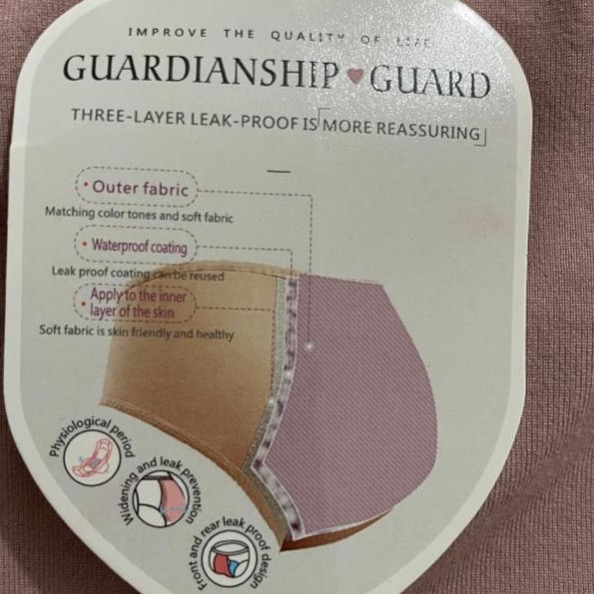 IMPROVE THE QUALITY OF LIFE
GUARDIANSHIP GUARD
THREE-LAYER LEAK-PROOF IS MORE REASSURING
Outer fabric
Matching color tones and soft fabric
Waterproof coating
Leak proof coating can be reused
Apply to the inner
layer of the skin
Soft fabric is skin friendly and healthy
Physiological period
Widening and leak prevention
Front and rear leak proof design